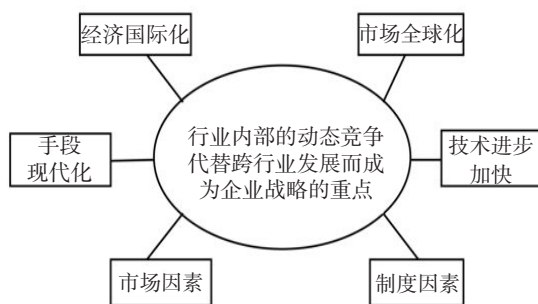 经济国际化
市场全球化
行业内部的动态竞争
代替跨行业发展而成
为企业战略的重点
手段
现代化
技术进步
加快
市场因素
制度因素